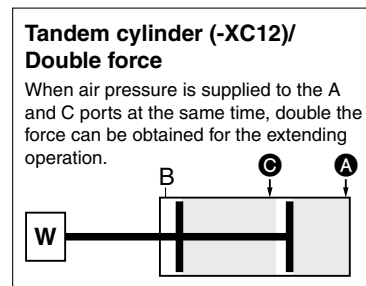 Tandem cylinder (-XC12)/
Double force
When air pressure is supplied to the A
and C ports at the same time, double the
force can be obtained for the extending
operation.
B C A
W